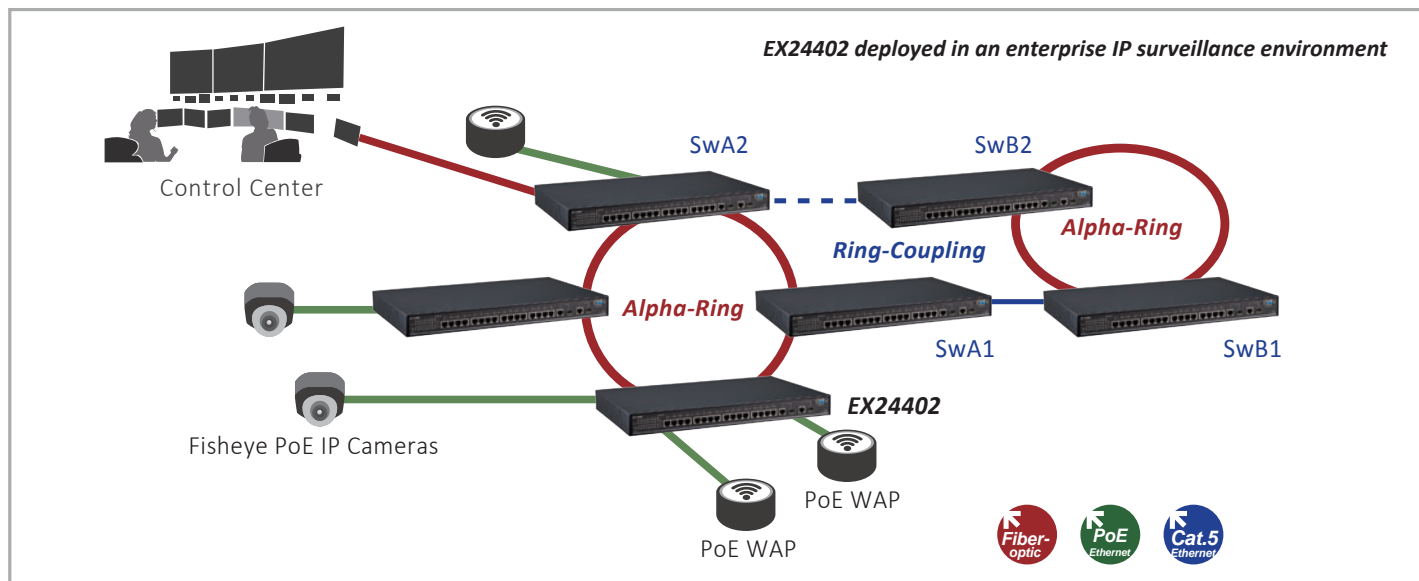 EX24402 deployed in an enterprise IP surveillance environment
SwA2
SwB2
Control Center
Alpha-Ring
Ring-Coupling
Alpha-Ring
SwA1
SwB1
EX24402
Fisheye PoE IP Cameras
PoE WAP
PoE WAP
Fiber-
optic
PoE
Ethernet
Cat.5
Ethernet